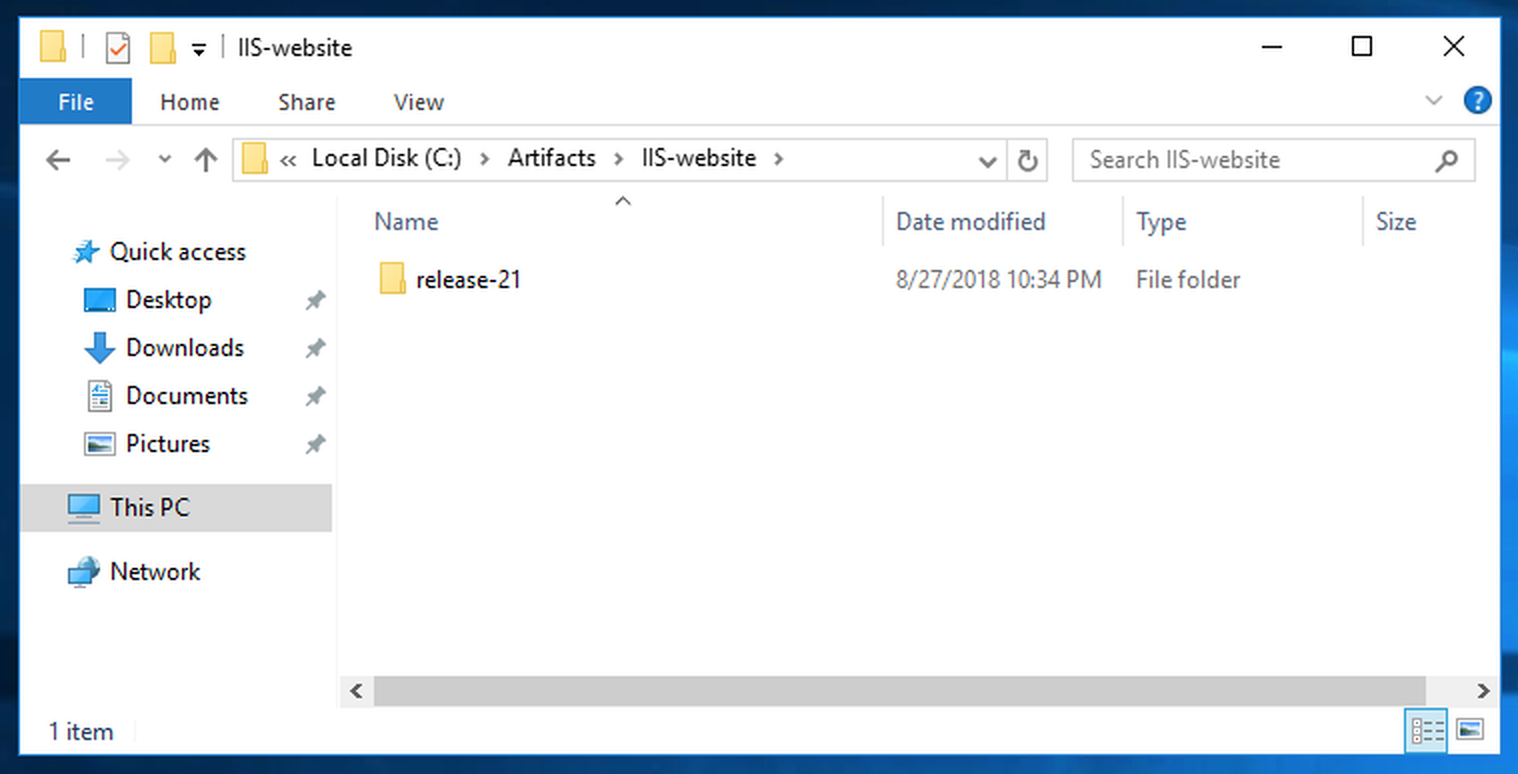 IIS-website
File Home Share View
?
« Local Disk (C:) > Artifacts > IIS-website >
Search IIS-website
Name Date modified Type Size
release-21 8/27/2018 10:34 PM File folder
Quick access
Desktop
Downloads
Documents
Pictures
This PC
Network
1 item